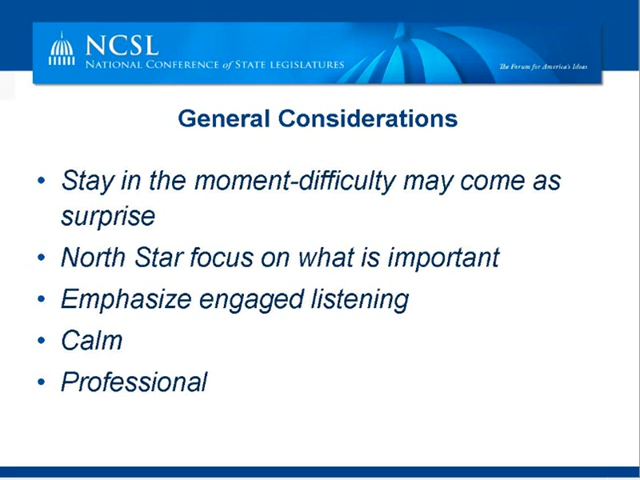 NCSL
NATIONAL CONFERENCE of STATE LEGISLATURES
The Forum for America's Ideas
General Considerations
• Stay in the moment-difficulty may come as
surprise
• North Star focus on what is important
• Emphasize engaged listening
• Calm
• Professional